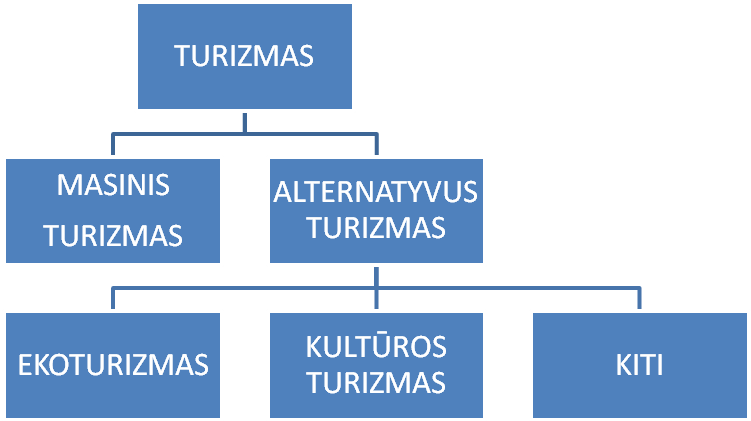 TURIZMAS
MASINIS
TURIZMAS
ALTERNATYVUS
TURIZMAS
EKOTURIZMAS
KULTŪROS
TURIZMAS
KITI